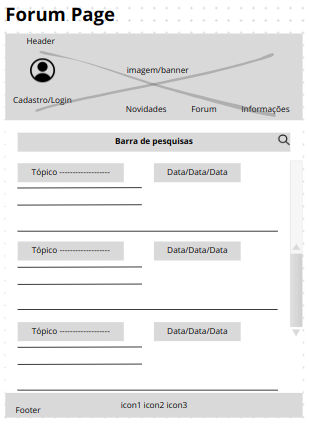 Forum Page
Header
imagem/banner
Cadastro/Login
Novidades Forum Informações
Barra de pesquisas
Tópico ------------------- Data/Data/Data
Tópico ------------------- Data/Data/Data
Tópico ------------------- Data/Data/Data
icon1 icon2 icon3
Footer